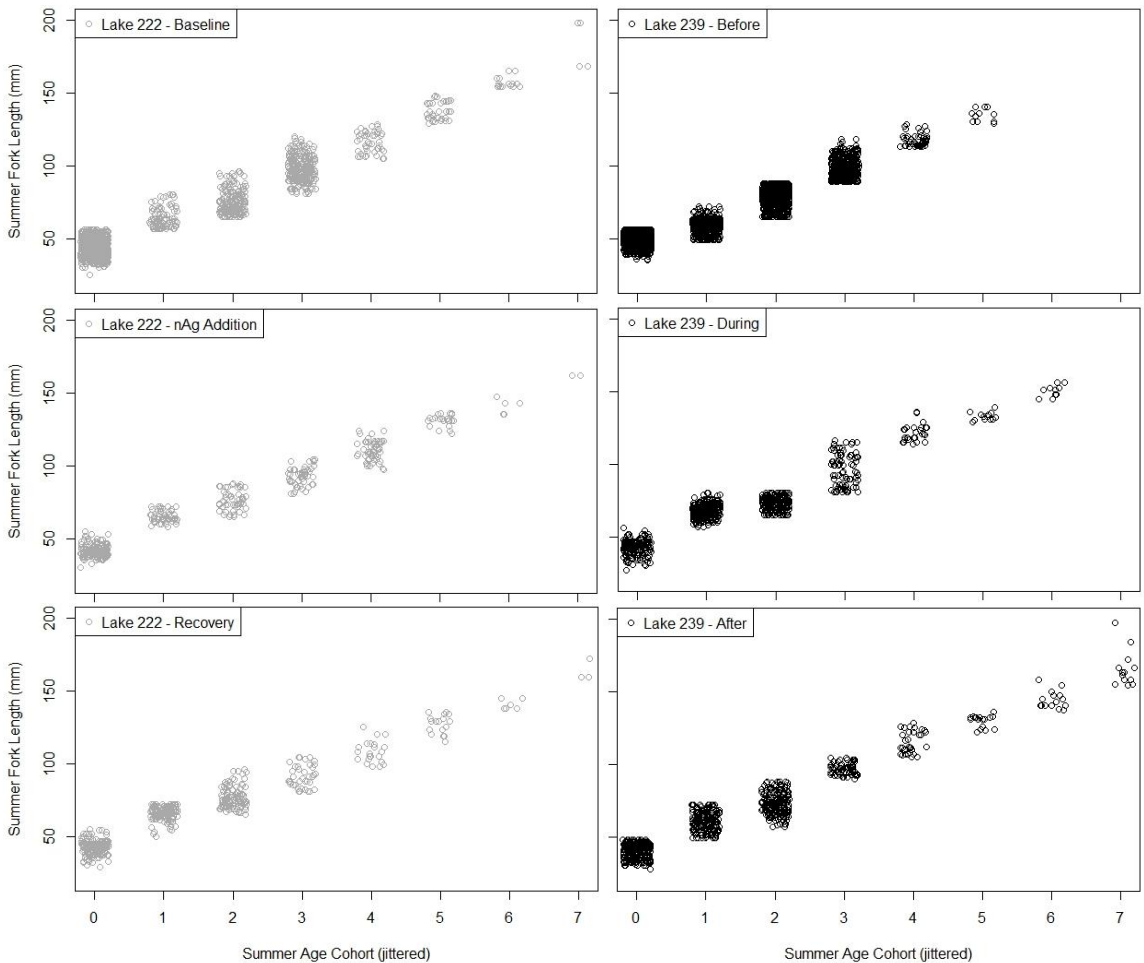 Lake 222 - Baseline
Lake 239 - Before
200
150
100
50
Summer Fork Length (mm)
Lake 222 - nAg Addition
Lake 239 - During
200
150
100
50
Summer Fork Length (mm)
Lake 222 - Recovery
Lake 239 - After
200
150
100
50
Summer Fork Length (mm)
0 1 2 3 4 5 6 7
0 1 2 3 4 5 6 7
Summer Age Cohort (jittered)
Summer Age Cohort (jittered)